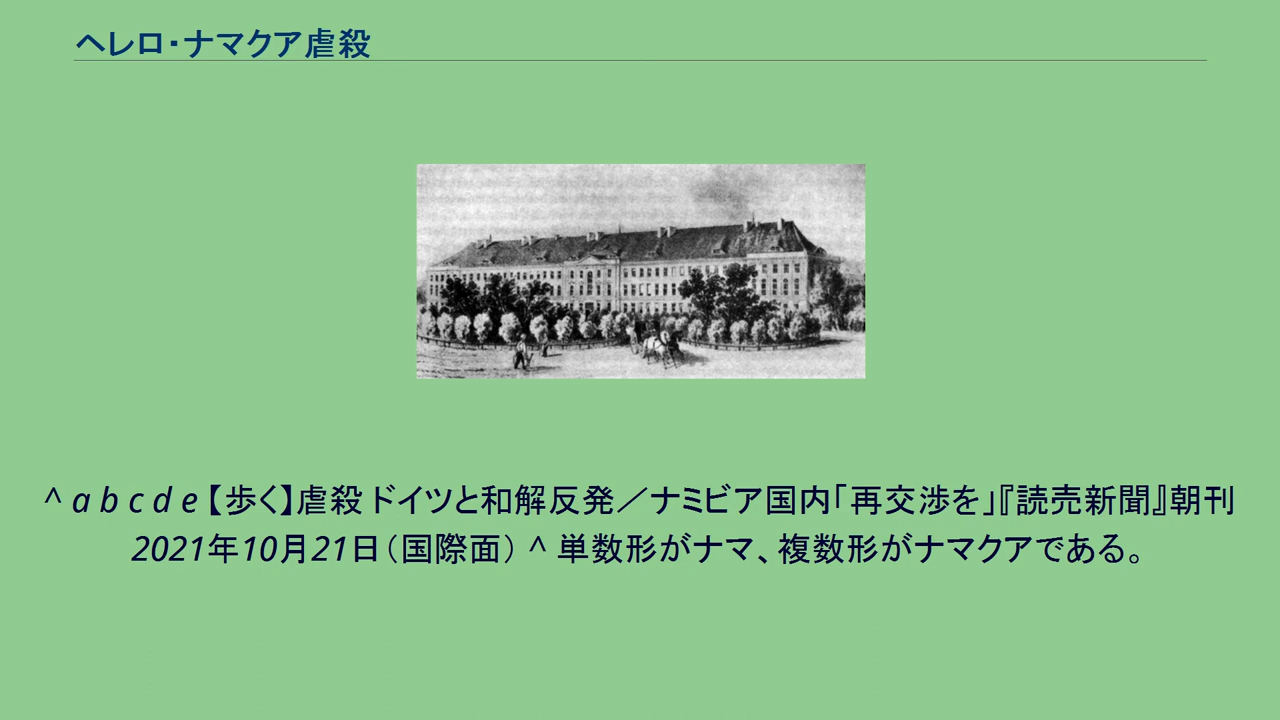 ヘレロ・ナマクア虐殺
^ a b c d e 【歩く】虐殺 ドイツと和解反発／ナミビア国内「再交渉を」『読売新聞』朝刊
2021年10月21日（国際面） ^ 単数形がナマ、複数形がナマクアである。